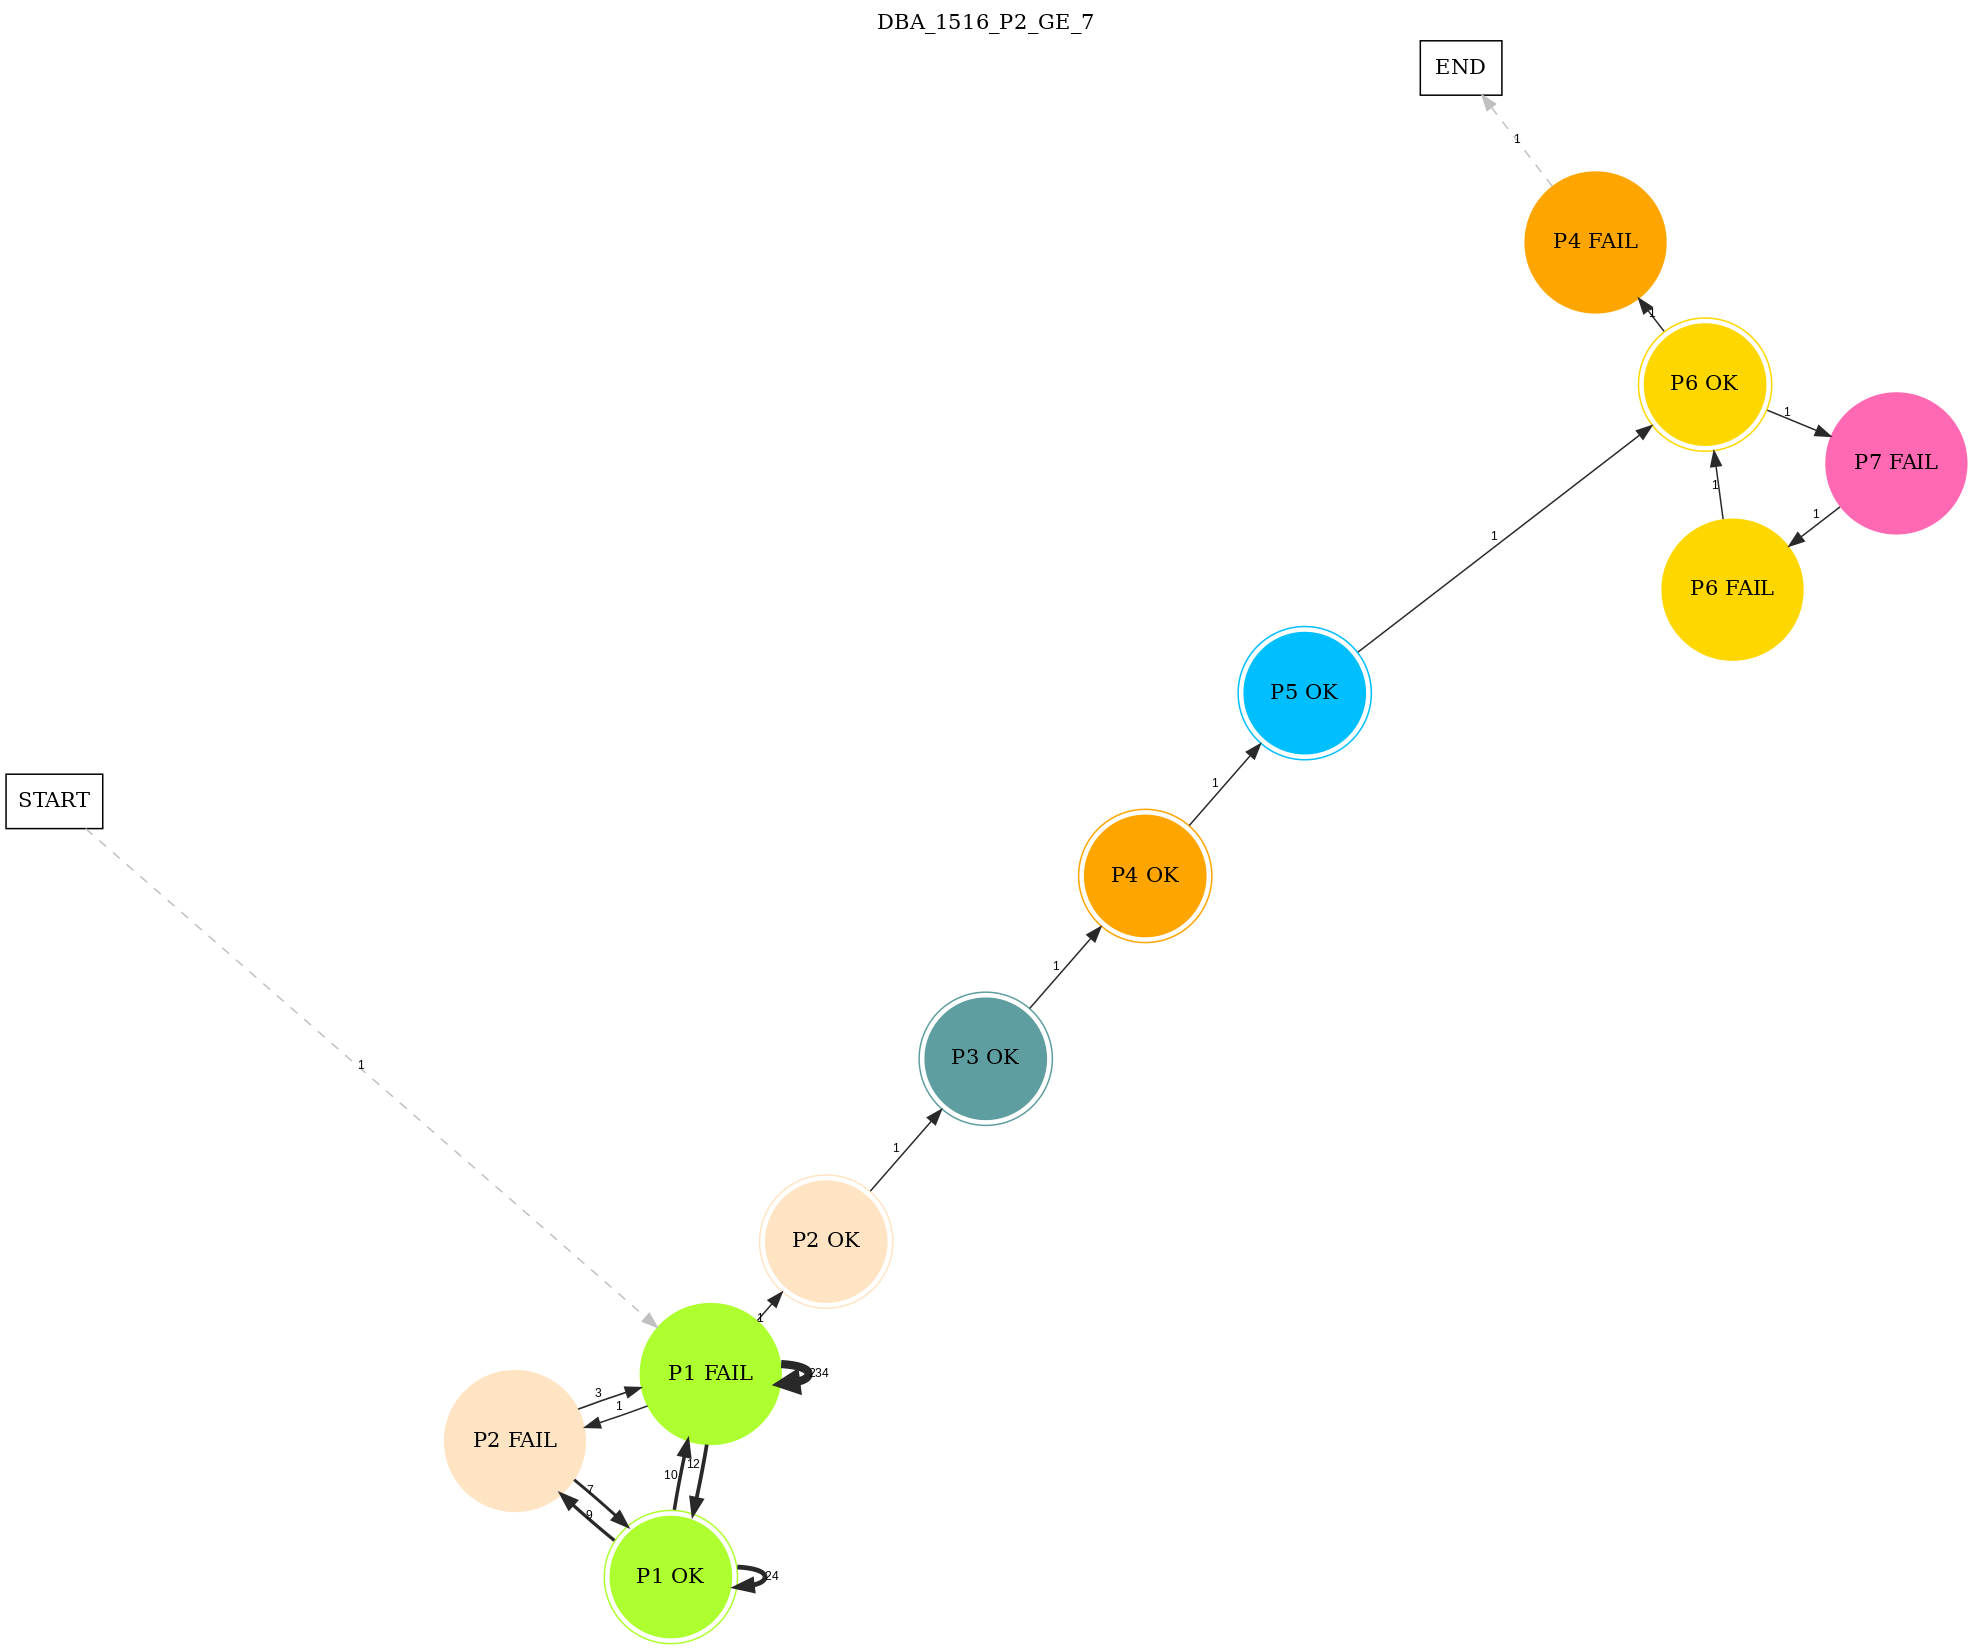 DBA_1516_P2_GE_7
END
1
P4 FAIL
1
P6 OK
1
P7 FAIL
1
1
P6 FAIL
1
P5 OK
1
START
P4 OK
1
P3 OK
1
1
P2 OK
1
P1 FAIL
234
3
1
P2 FAIL
10
12
7
9
P1 OK
24